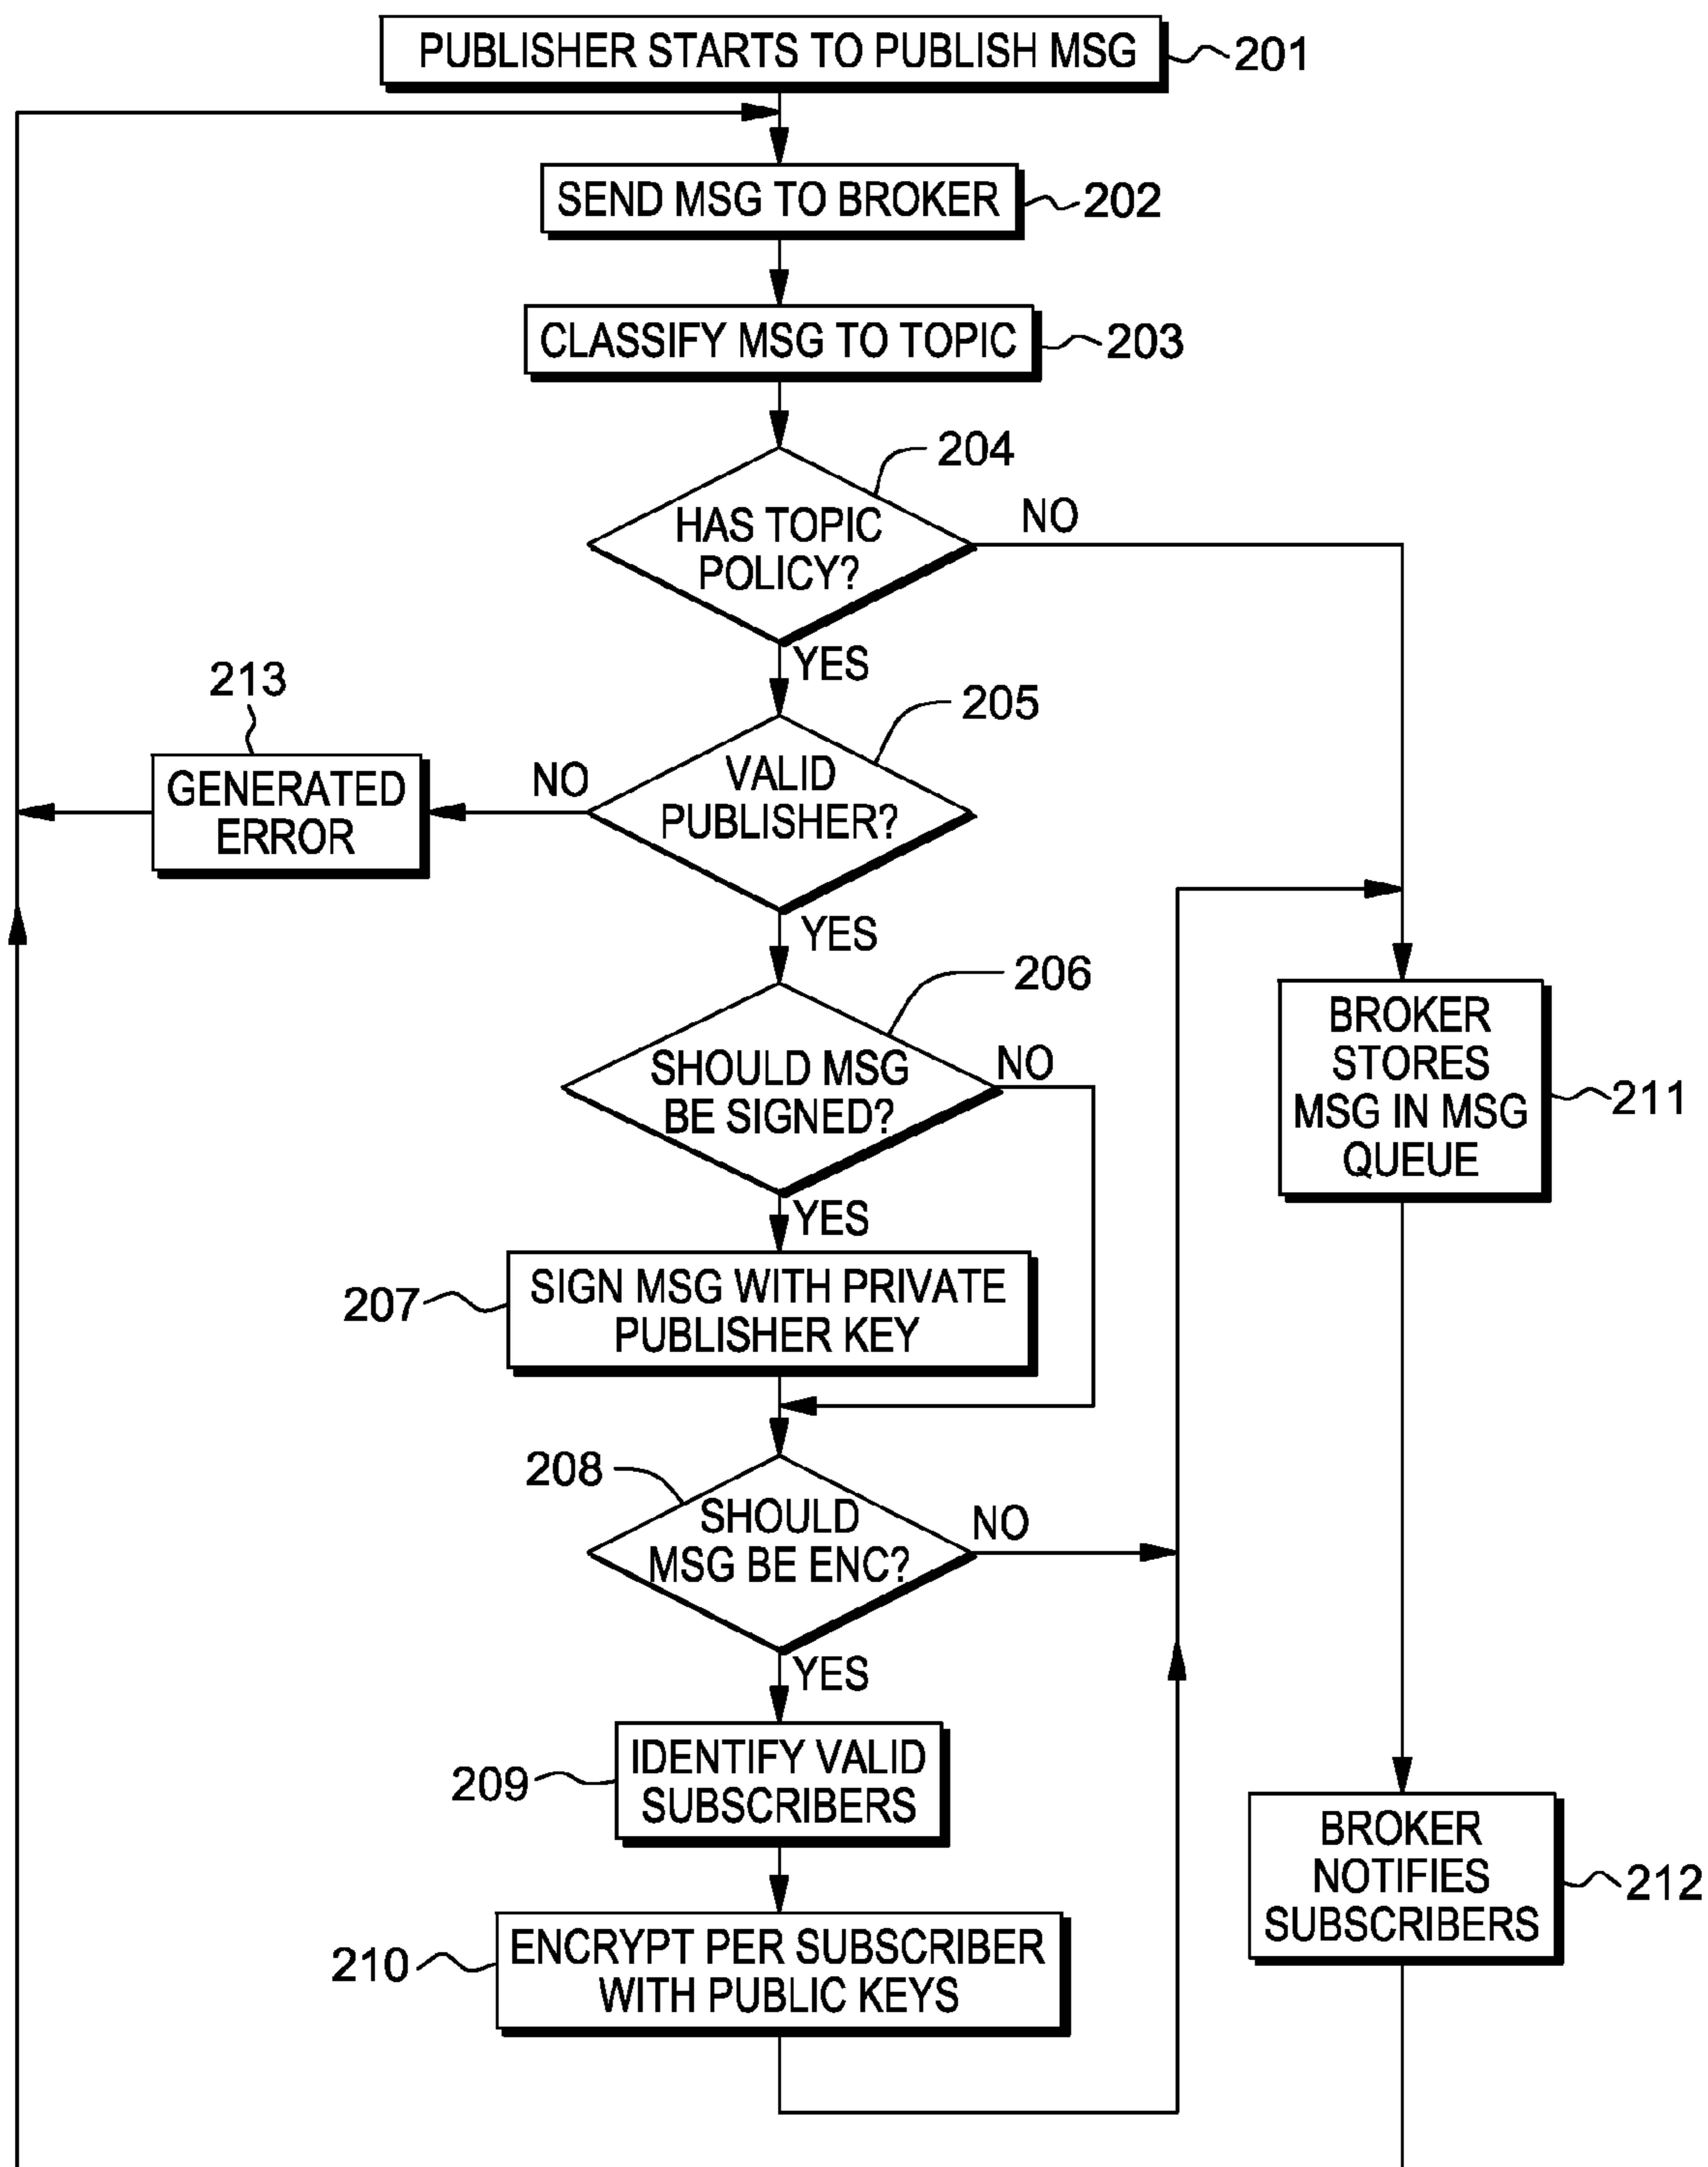 PUBLISHER STARTS TO PUBLISH MSG
201
SEND MSG TO BROKER
202
CLASSIFY MSG TO TOPIC
203
204
HAS TOPIC
POLICY?
NO
YES
213
GENERATED
ERROR
NO
205
VALID
PUBLISHER?
YES
206
SHOULD MSG
BE SIGNED?
NO
YES
BROKER
STORES
MSG IN MSG
QUEUE
211
207
SIGN MSG WITH PRIVATE
PUBLISHER KEY
208
SHOULD
MSG BE ENC?
NO
YES
209
IDENTIFY VALID
SUBSCRIBERS
BROKER
NOTIFIES
SUBSCRIBERS
212
210
ENCRYPT PER SUBSCRIBER
WITH PUBLIC KEYS